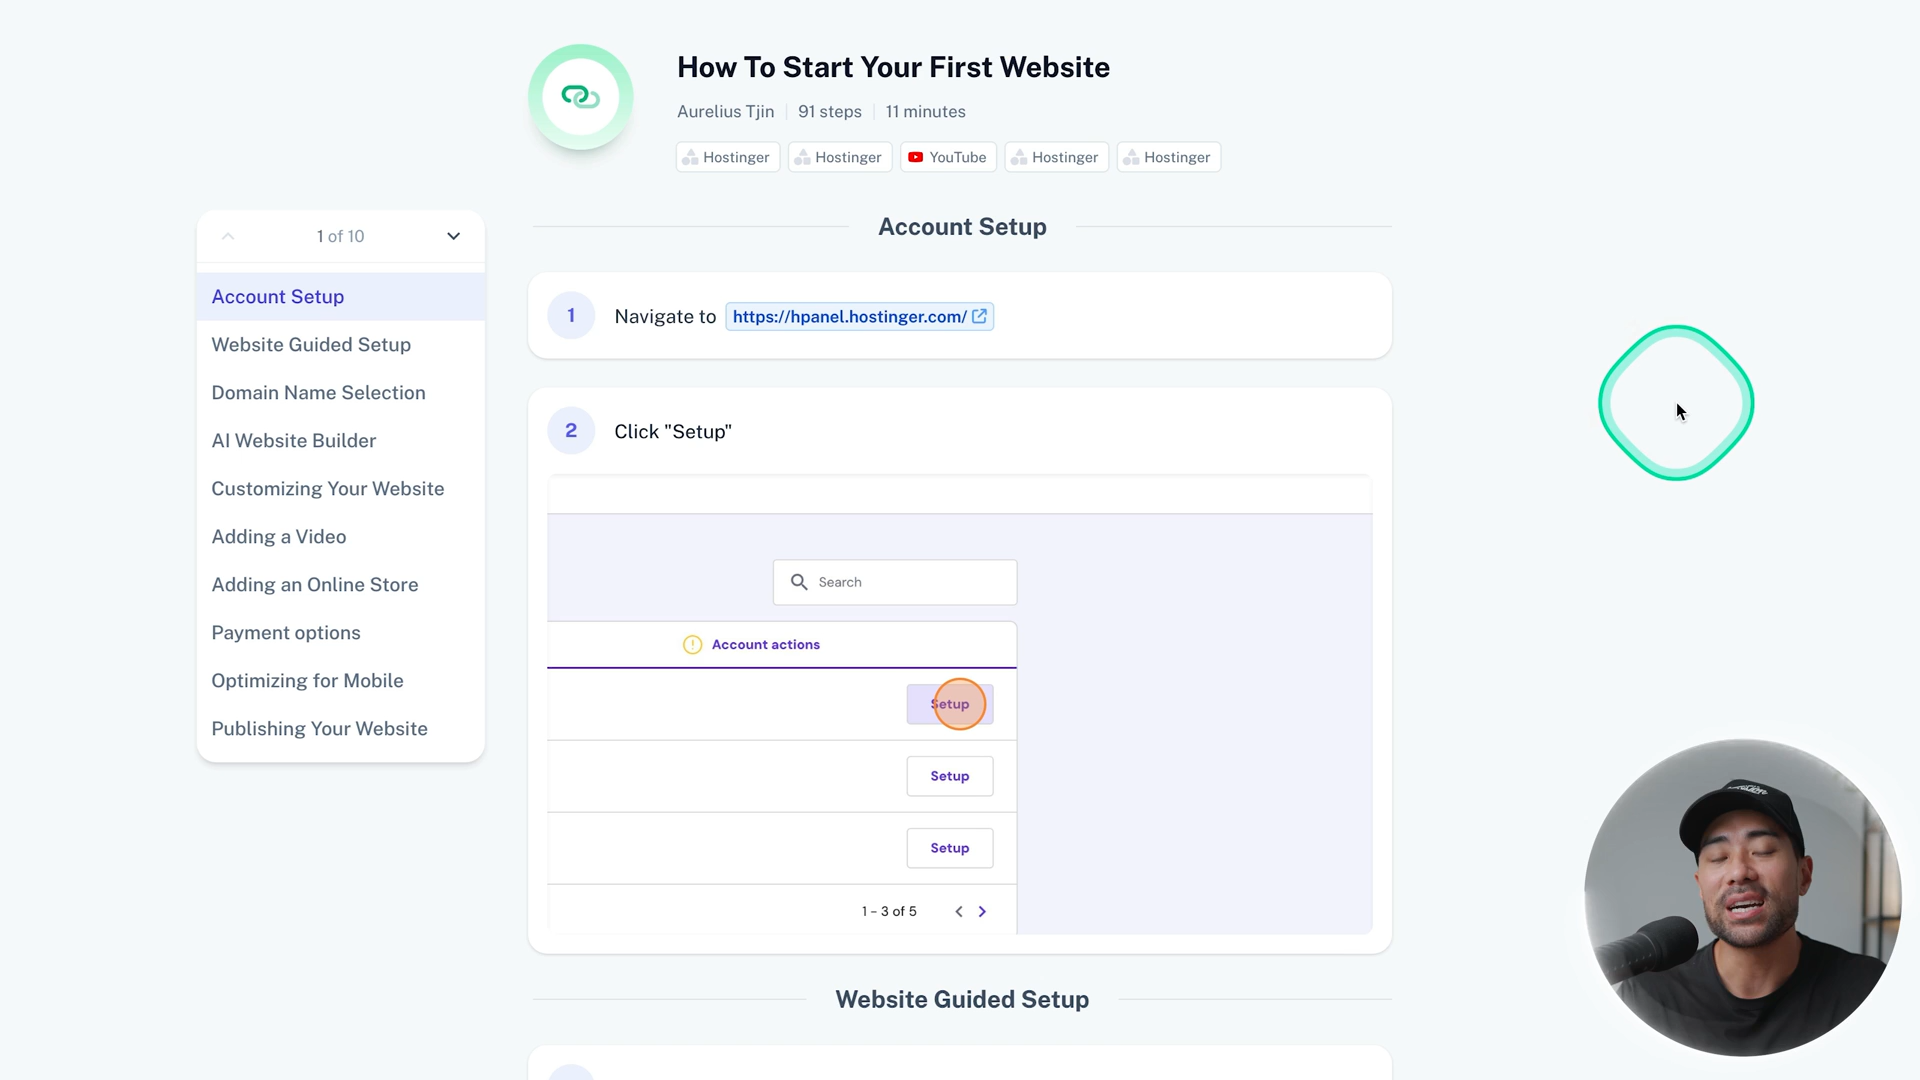 How To Start Your First Website
Aurelius Tjin | 91 steps | 11 minutes
Hostinger Hostinger YouTube Hostinger Hostinger
1 of 10
Account Setup
Website Guided Setup
Domain Name Selection
AI Website Builder
Customizing Your Website
Adding a Video
Adding an Online Store
Payment options
Optimizing for Mobile
Publishing Your Website
Account Setup
1 Navigate to https://hpanel.hostinger.com/
2 Click "Setup"
Search
Account actions
Setup
Setup
Setup
1 – 3 of 5
Website Guided Setup